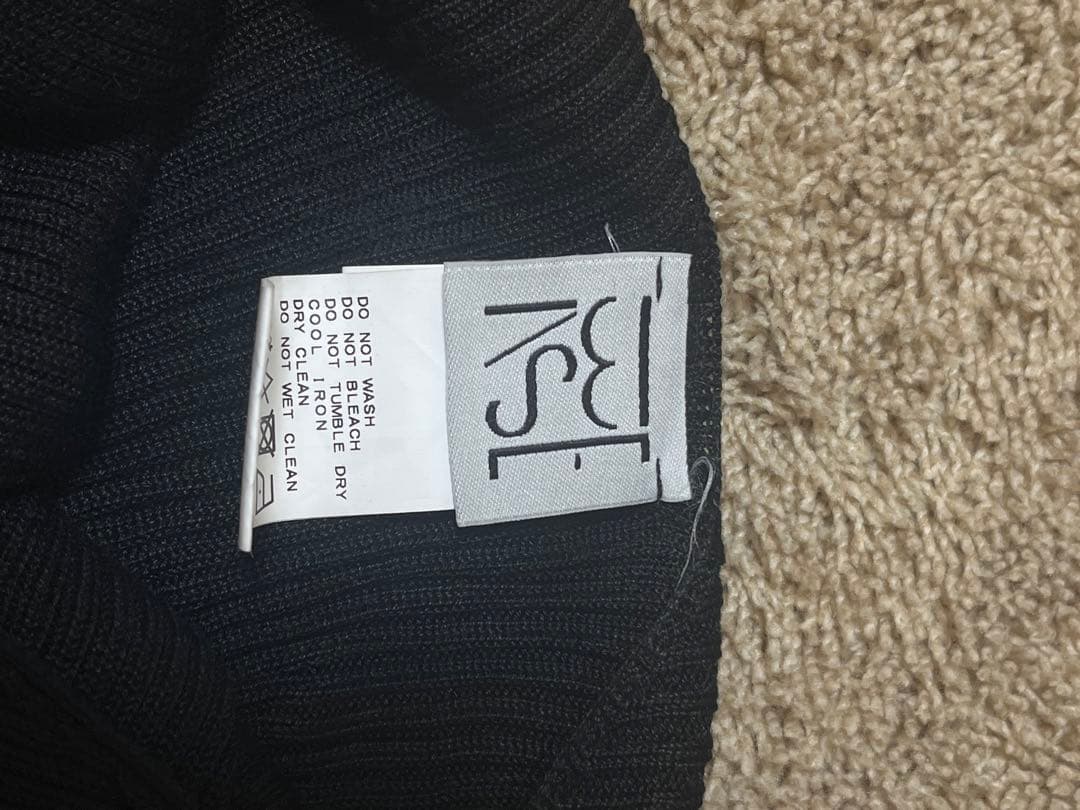 DO NOT WASH
DO NOT BLEACH
DO NOT TUMBLE DRY
COOL IRON
DRY CLEAN
DO NOT WET CLEAN